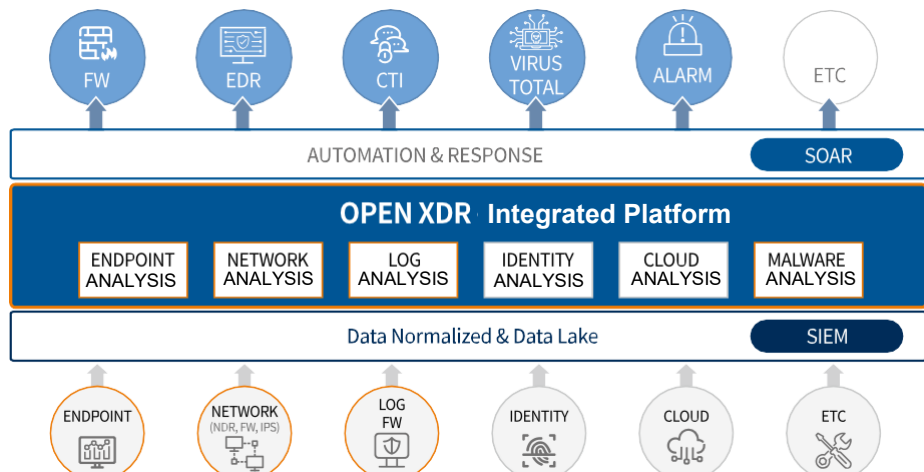 FW
EDR
CTI
VIRUS
TOTAL
ALARM
ETC
AUTOMATION & RESPONSE
SOAR
OPEN XDR Integrated Platform
ENDPOINT
ANALYSIS
NETWORK
ANALYSIS
LOG
ANALYSIS
IDENTITY
ANALYSIS
CLOUD
ANALYSIS
MALWARE
ANALYSIS
Data Normalized & Data Lake
SIEM
ENDPOINT
NETWORK
(NDR, FW, IPS)
LOG
FW
IDENTITY
CLOUD
ETC